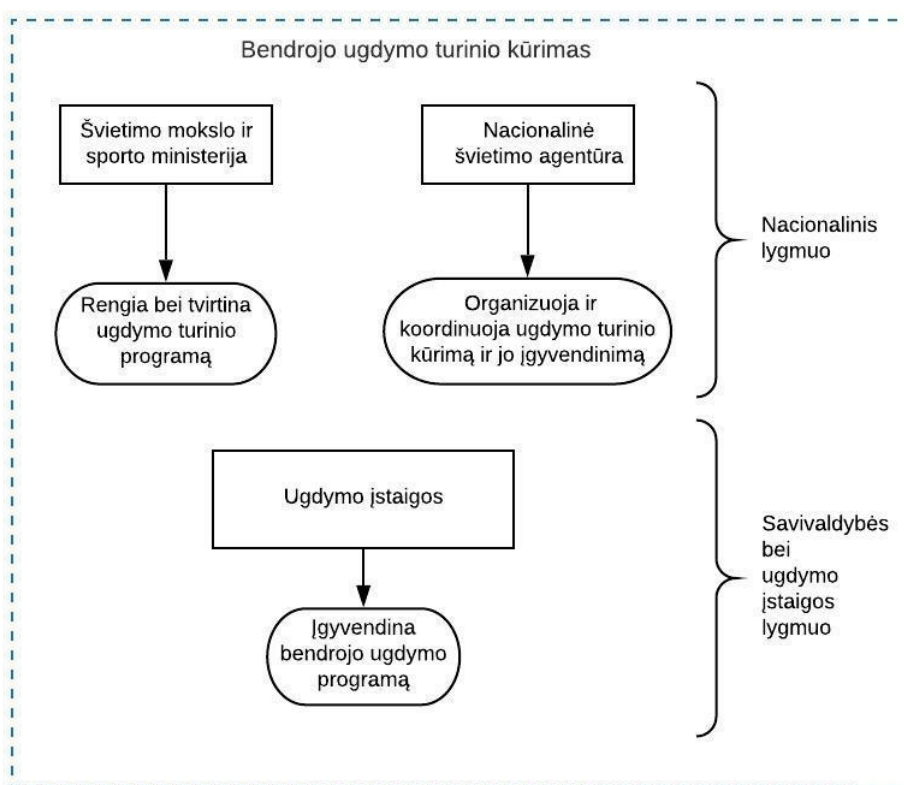 Bendrojo ugdymo turinio kūrimas
Švietimo mokslo ir
sporto ministerija
Nacionalinė
švietimo agentūra
Rengia bei tvirtina
ugdymo turinio
programą
Organizuoja ir
koordinuoja ugdymo turinio
kūrimą ir jo įgyvendinimą
Nacionalinis
lygmuo
Ugdymo įstaigos
Įgyvendina
bendrojo ugdymo
programą
Savivaldybės
bei
ugdymo
įstaigos
lygmuo